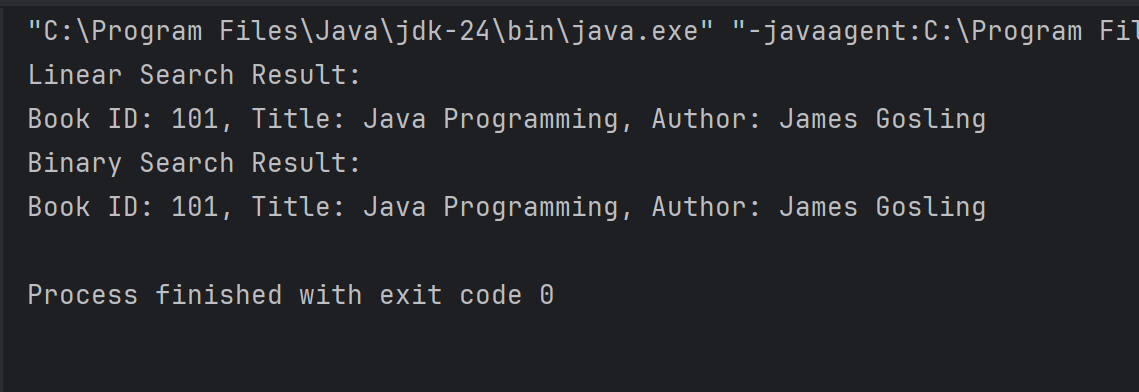 "C:\Program Files\Java\jdk-24\bin\java.exe" "-javaagent:C:\Program
Linear Search Result:
Book ID: 101, Title: Java Programming, Author: James Gosling
Binary Search Result:
Book ID: 101, Title: Java Programming, Author: James Gosling
Process finished with exit code 0